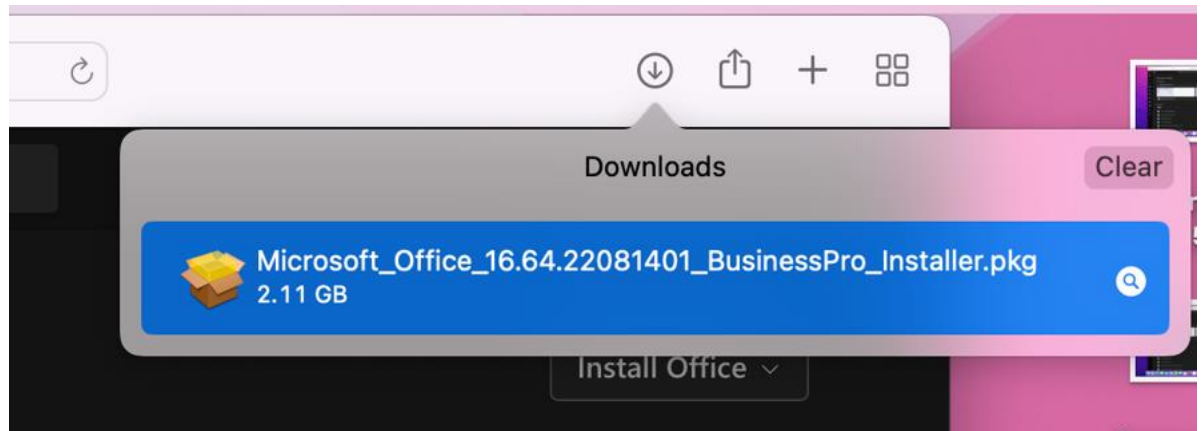 Downloads
Clear
Microsoft_Office_16.64.22081401_BusinessPro_Installer.pkg
2.11 GB
Install Office